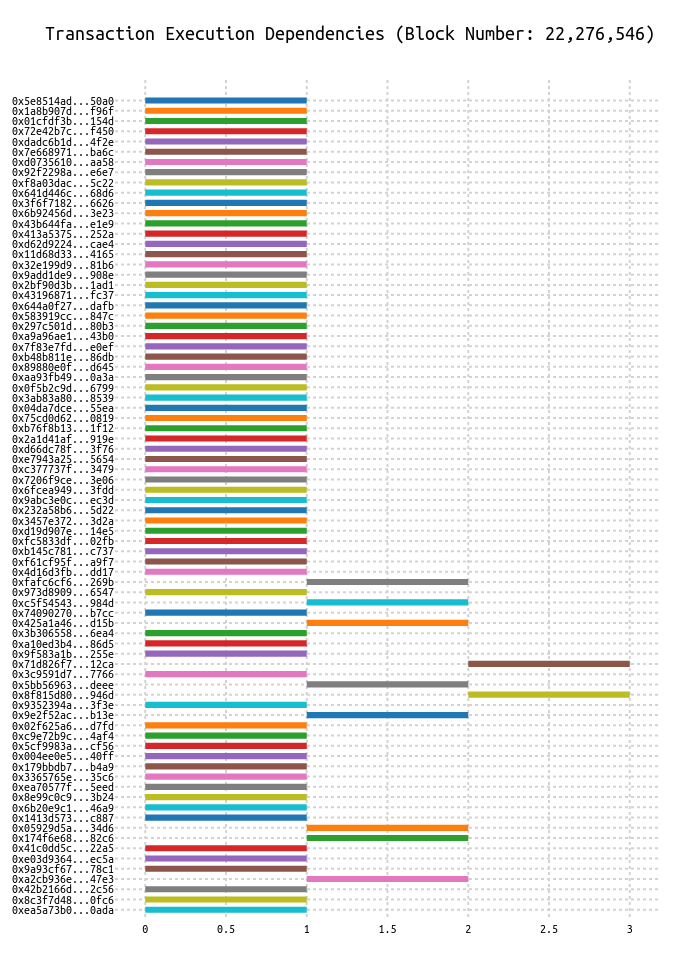 Transaction Execution Dependencies (Block Number: 22,276,546)
0x5e8514ad...50a0
0x1a8b907d...f96f
0x01cfdf3b...154d
0x72e42b7c...f450
0xdadc6b1d...4f2e
0x7e668971...ba6c
0xd0735610...aa58
0x92f2298a...e6e7
0xf8a03dac...5c22
0x641d446c...68d6
0x3f6f7182...6626
0x6b92456d...3e23
0x43b644fa...e1e9
0x413a5375...252a
0xd62d9224...cae4
0x11d68d33...4165
0x32e199d9...81b6
0x9add1de9...908e
0x2bf90d3b...1ad1
0x43196871...fc37
0x644a0f27...dafb
0x583919cc...847c
0x297c501d...80b3
0xa9a96ae1...43b0
0x7f83e7fd...e0ef
0xb48b811e...86db
0x89880e0f...d645
0xaa93fb49...0a3a
0x0f5b2c9d...6799
0x3ab83a80...8539
0x04da7dce...55ea
0x75cd0d62...0819
0xb76f8b13...1f12
0x2a1d41af...919e
0xd66dc78f...3f76
0xe7943a25...5654
0xc377737f...3479
0x7206f9ce...3e06
0x6fcea949...3fdd
0x9abc3e0c...ec3d
0x232a58b6...5d22
0x3457e372...3d2a
0xd19d907e...14e5
0xfc5833df...02fb
0xb145c781...c737
0xf61cf95f...a9f7
0x4d16d3fb...dd17
0xfafc6cf6...269b
0x973d8909...6547
0xc5f54543...984d
0x74090270...b7cc
0x425a1a46...d15b
0x3b306558...6ea4
0xa10ed3b4...86d5
0x9f583a1b...255e
0x71d826f7...12ca
0x3c9591d7...7766
0x5bb56963...deee
0x8f815d80...946d
0x9352394a...3f3e
0x9e2f52ac...b13e
0x02f625a6...d7fd
0xc9e72b9c...4af4
0x5cf9983a...cf56
0x004ee0e5...40ff
0x179bbdb7...b4a9
0x3365765e...35c6
0xea70577f...5eed
0x8e99c0c9...3b24
0x6b20e9c1...46a9
0x1413d573...c887
0x05929d5a...34d6
0x174f6e68...82c6
0x41c0dd5c...22a5
0xe03d9364...ec5a
0x9a93cf67...78c1
0xa2cb936e...47e3
0x42b2166d...2c56
0x8c3f7d48...0fc6
0xea5a73b0...0ada
0 0.5 1 1.5 2 2.5 3